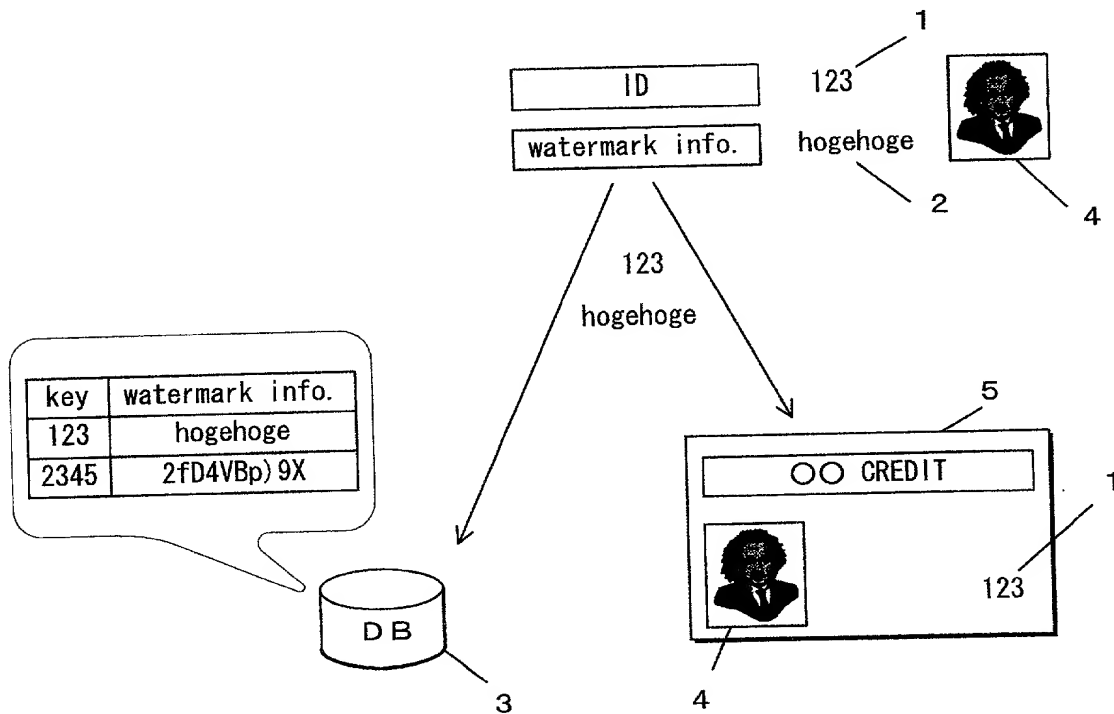 1
ID 123
watermark info. hogehoge
2 4
123
hogehoge
key watermark info.
123 hogehoge
2345 2fD4VBp)9X
5
○○ CREDIT
1
123
DB
3 4